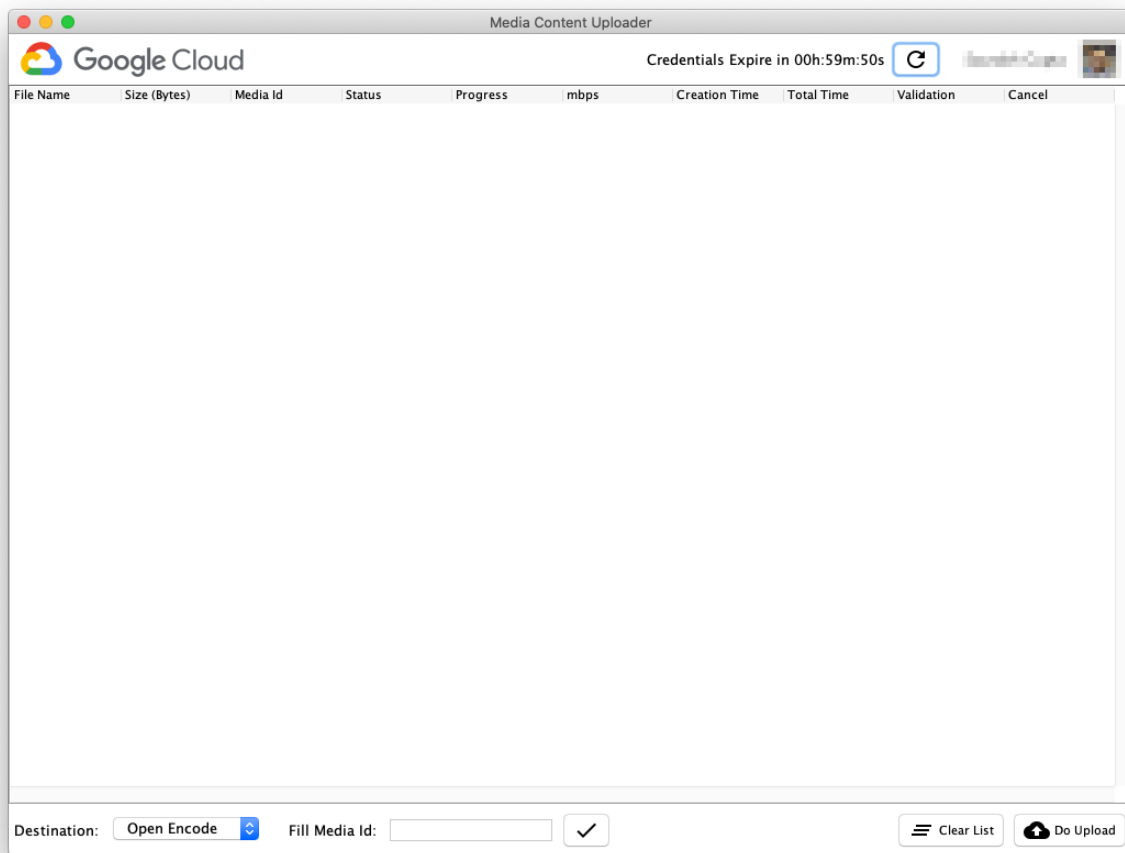 Media Content Uploader
Google Cloud
Credentials Expire in 00h:59m:50s
File Name Size (Bytes) Media Id Status Progress mbps Creation Time Total Time Validation Cancel
Destination: Open Encode Fill Media Id: Clear List Do Upload